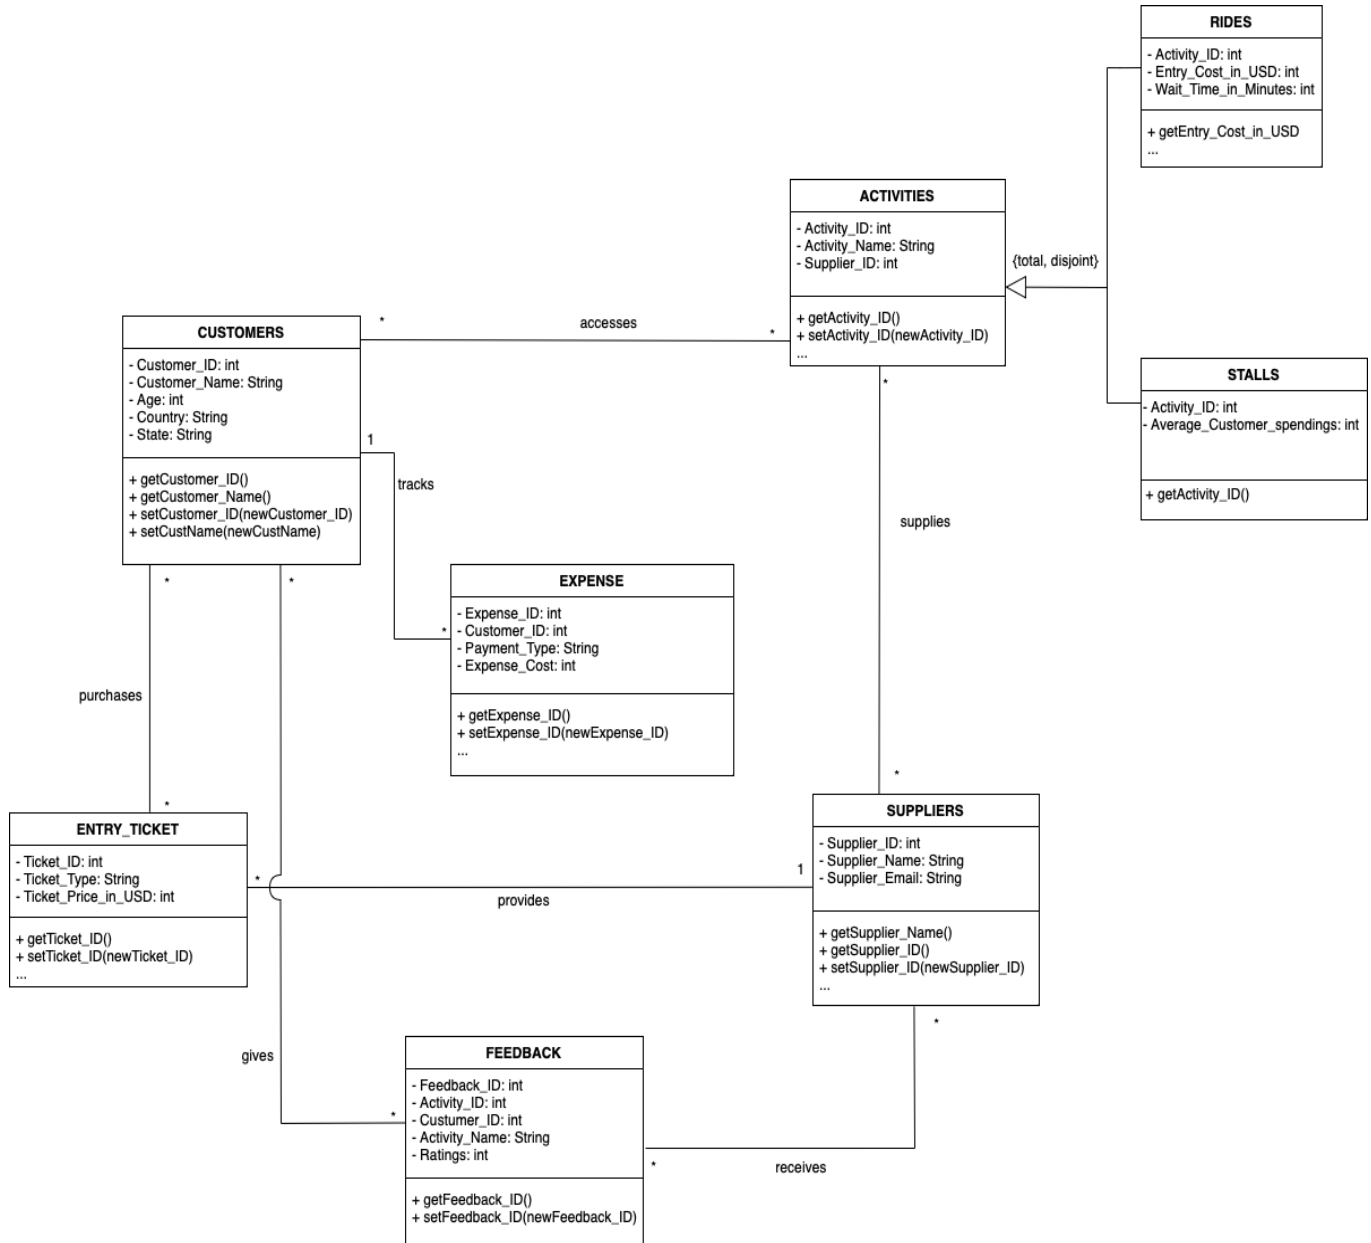 RIDES
- Activity_ID: int
- Entry_Cost_in_USD: int
- Wait_Time_in_Minutes: int
+ getEntry_Cost_in_USD
...
ACTIVITIES
- Activity_ID: int
- Activity_Name: String
- Supplier_ID: int
+ getActivity_ID()
+ setActivity_ID(newActivity_ID)
...
{total, disjoint}
STALLS
- Activity_ID: int
- Average_Customer_spendings: int
+ getActivity_ID()
CUSTOMERS
- Customer_ID: int
- Customer_Name: String
- Age: int
- Country: String
- State: String
+ getCustomer_ID()
+ getCustomer_Name()
+ setCustomer_ID(newCustomer_ID)
+ setCustName(newCustName)
*
accesses
*
1
tracks
*
EXPENSE
- Expense_ID: int
- Customer_ID: int
- Payment_Type: String
- Expense_Cost: int
+ getExpense_ID()
+ setExpense_ID(newExpense_ID)
...
*
supplies
*
*
purchases
*
*
gives
*
ENTRY_TICKET
- Ticket_ID: int
- Ticket_Type: String
- Ticket_Price_in_USD: int
+ getTicket_ID()
+ setTicket_ID(newTicket_ID)
...
*
provides
1
SUPPLIERS
- Supplier_ID: int
- Supplier_Name: String
- Supplier_Email: String
+ getSupplier_Name()
+ getSupplier_ID()
+ setSupplier_ID(newSupplier_ID)
...
FEEDBACK
- Feedback_ID: int
- Activity_ID: int
- Custumer_ID: int
- Activity_Name: String
- Ratings: int
+ getFeedback_ID()
+ setFeedback_ID(newFeedback_ID)
*
receives
*